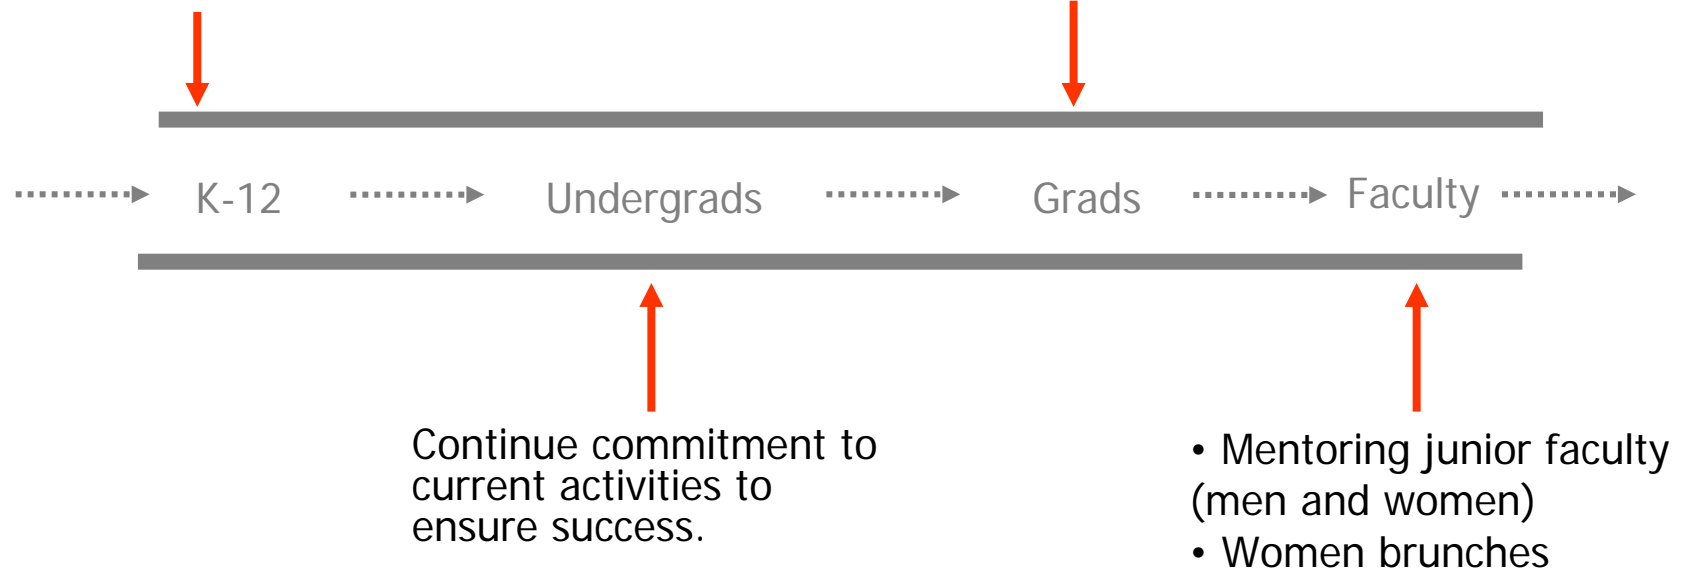 K-12
Undergrads
Grads
Faculty
Continue commitment to
current activities to
ensure success.
• Mentoring junior faculty
(men and women)
• Women brunches